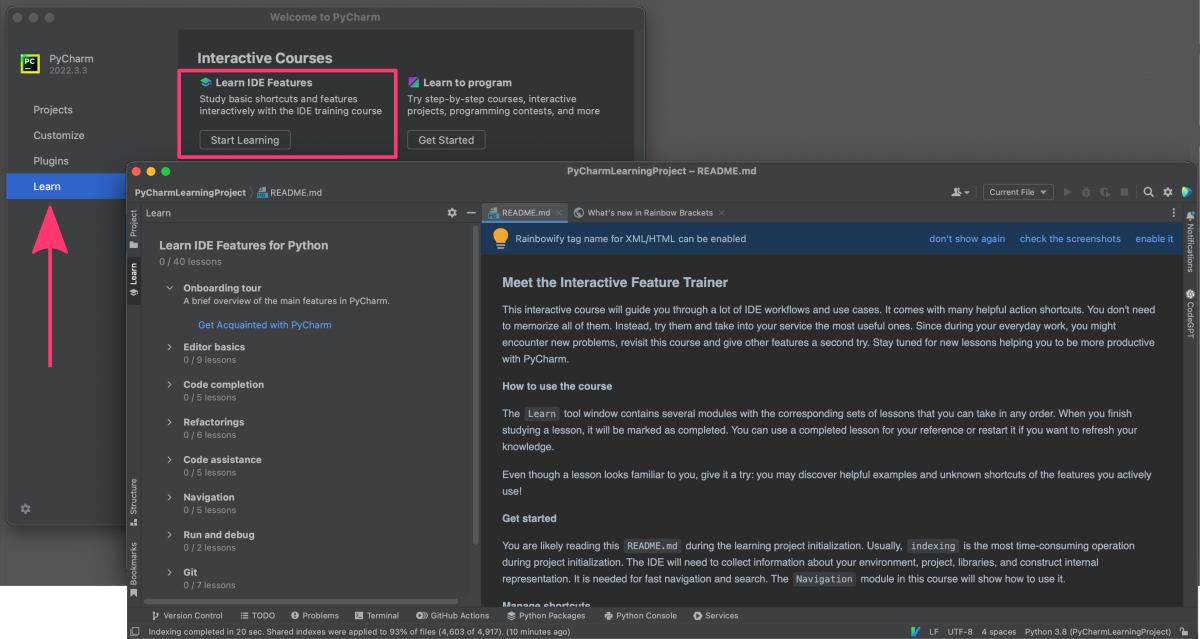 Welcome to PyCharm
PyCharm
2022.3.3
Projects
Customize
Plugins
Learn
Interactive Courses
Learn IDE Features
Study basic shortcuts and features
interactively with the IDE training course
Start Learning
Learn to program
Try step-by-step courses, interactive
projects, programming contests, and more
Get Started
PyCharmLearningProject – README.md
PyCharmLearningProject
README.md
Current File
Project
Learn
Structure
Bookmarks
Learn
Learn IDE Features for Python
0 / 40 lessons
Onboarding tour
A brief overview of the main features in PyCharm.
Get Acquainted with PyCharm
Editor basics
0 / 9 lessons
Code completion
0 / 5 lessons
Refactorings
0 / 6 lessons
Code assistance
0 / 5 lessons
Navigation
0 / 5 lessons
Run and debug
0 / 2 lessons
Git
0 / 7 lessons
README.md
What's new in Rainbow Brackets
Rainbowify tag name for XML/HTML can be enabled
don't show again
check the screenshots
enable it
Meet the Interactive Feature Trainer
This interactive course will guide you through a lot of IDE workflows and use cases. It comes with many helpful action shortcuts. You don't need
to memorize all of them. Instead, try them and take into your service the most useful ones. Since during your everyday work, you might
encounter new problems, revisit this course and give other features a second try. Stay tuned for new lessons helping you to be more productive
with PyCharm.
How to use the course
The Learn tool window contains several modules with the corresponding sets of lessons that you can take in any order. When you finish
studying a lesson, it will be marked as completed. You can use a completed lesson for your reference or restart it if you want to refresh your
knowledge.
Even though a lesson looks familiar to you, give it a try: you may discover helpful examples and unknown shortcuts of the features you actively
use!
Get started
You are likely reading this README.md during the learning project initialization. Usually, indexing is the most time-consuming operation
during project initialization. The IDE will need to collect information about your environment, project, libraries, and construct internal
representation. It is needed for fast navigation and search. The Navigation module in this course will show how to use it.
Manage shortcuts
Notifications
CodeGPT
Version Control
TODO
Problems
Terminal
GitHub Actions
Python Packages
Python Console
Services
Indexing completed in 20 sec. Shared indexes were applied to 93% of files (4,603 of 4,917). (10 minutes ago)
LF
UTF-8
4 spaces
Python 3.8 (PyCharmLearningProject)